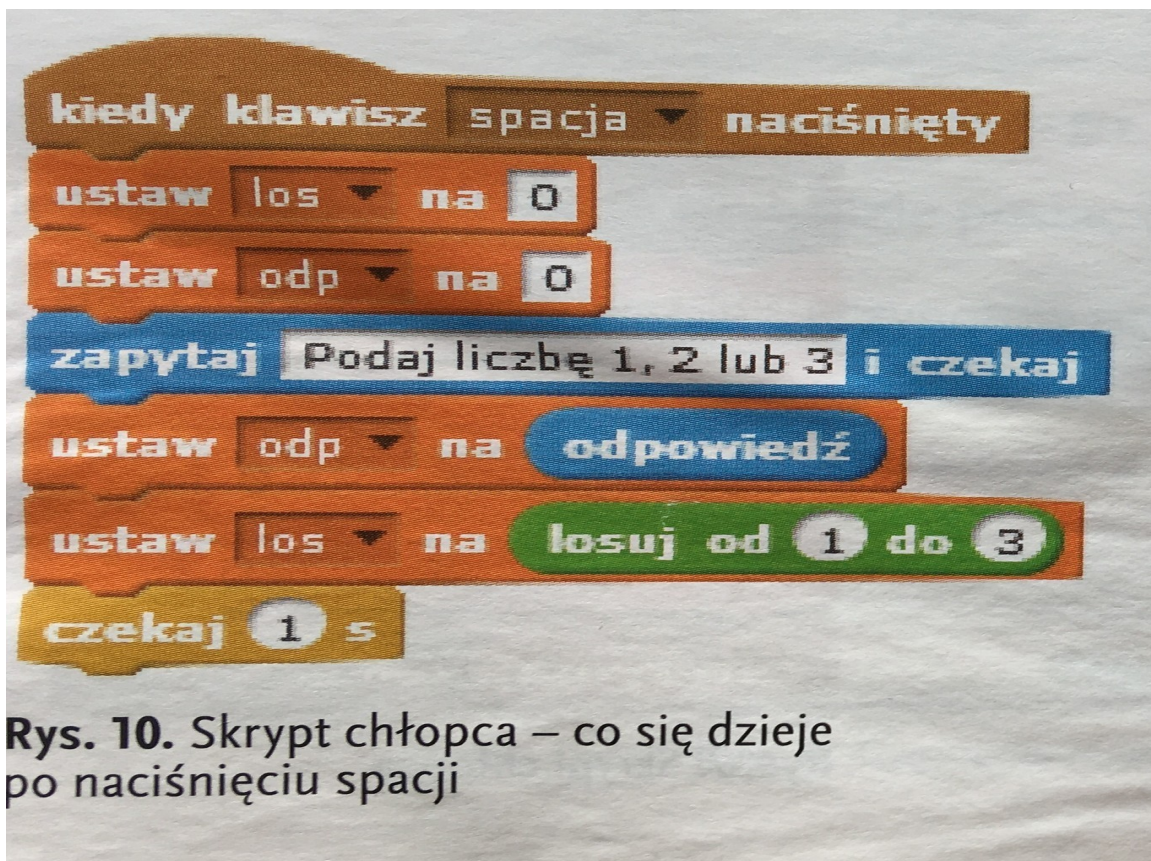 kiedy klawisz spacja naciśnięty
ustaw los na 0
ustaw odp na 0
zapytaj Podaj liczbę 1, 2 lub 3 i czekaj
ustaw odp na odpowiedź
ustaw los na losuj od 1 do 3
czekaj 1 s
Rys. 10. Skrypt chłopca – co się dzieje
po naciśnięciu spacji